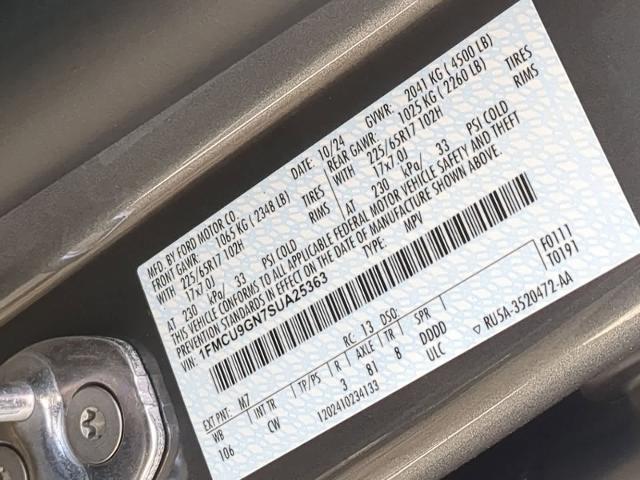 MFD. BY FORD MOTOR CO. DATE: 10/24 GVWR: 2041 KG ( 4500 LB)
FRONT GAWR: 1065 KG ( 2348 LB) REAR GAWR: 1025 KG ( 2260 LB)
WITH 225/65R17 102H TIRES WITH 225/65R17 102H TIRES
17x7.0J RIMS 17x7.0J RIMS
AT 230 kPa/ 33 PSI COLD AT 230 kPa/ 33 PSI COLD
THIS VEHICLE CONFORMS TO ALL APPLICABLE FEDERAL MOTOR VEHICLE SAFETY AND THEFT
PREVENTION STANDARDS IN EFFECT ON THE DATE OF MANUFACTURE SHOWN ABOVE.
VIN: 1FMCU9GN7SUA25363 TYPE: MPV
F0111
T0191
EXT PNT: M7 RC: 13 DSO:
WB INT TR TP/PS R AXLE TR SPR
106 CW 3 81 8 DDDD
1202410234133 ULC ▽ RU5A-3520472-AA